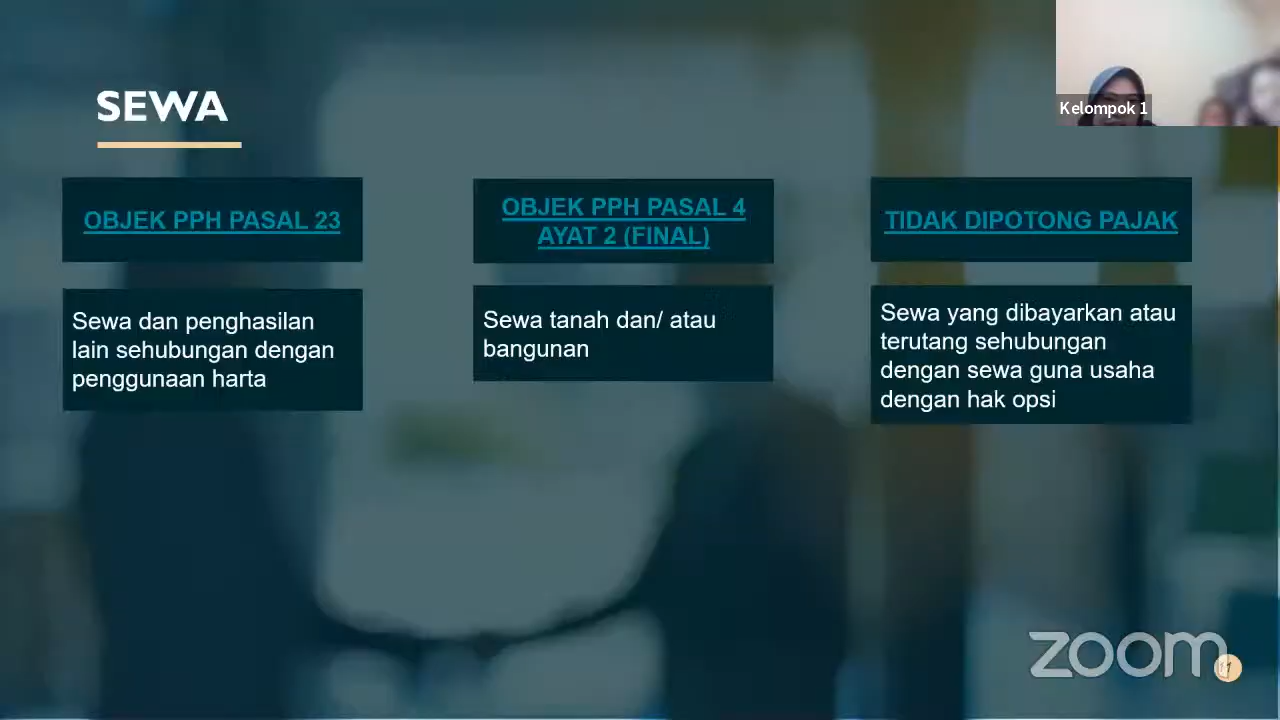 SEWA
Kelompok 1
OBJEK PPH PASAL 23
Sewa dan penghasilan
lain sehubungan dengan
penggunaan harta
OBJEK PPH PASAL 4
AYAT 2 (FINAL)
Sewa tanah dan/ atau
bangunan
TIDAK DIPOTONG PAJAK
Sewa yang dibayarkan atau
terutang sehubungan
dengan sewa guna usaha
dengan hak opsi
zoom